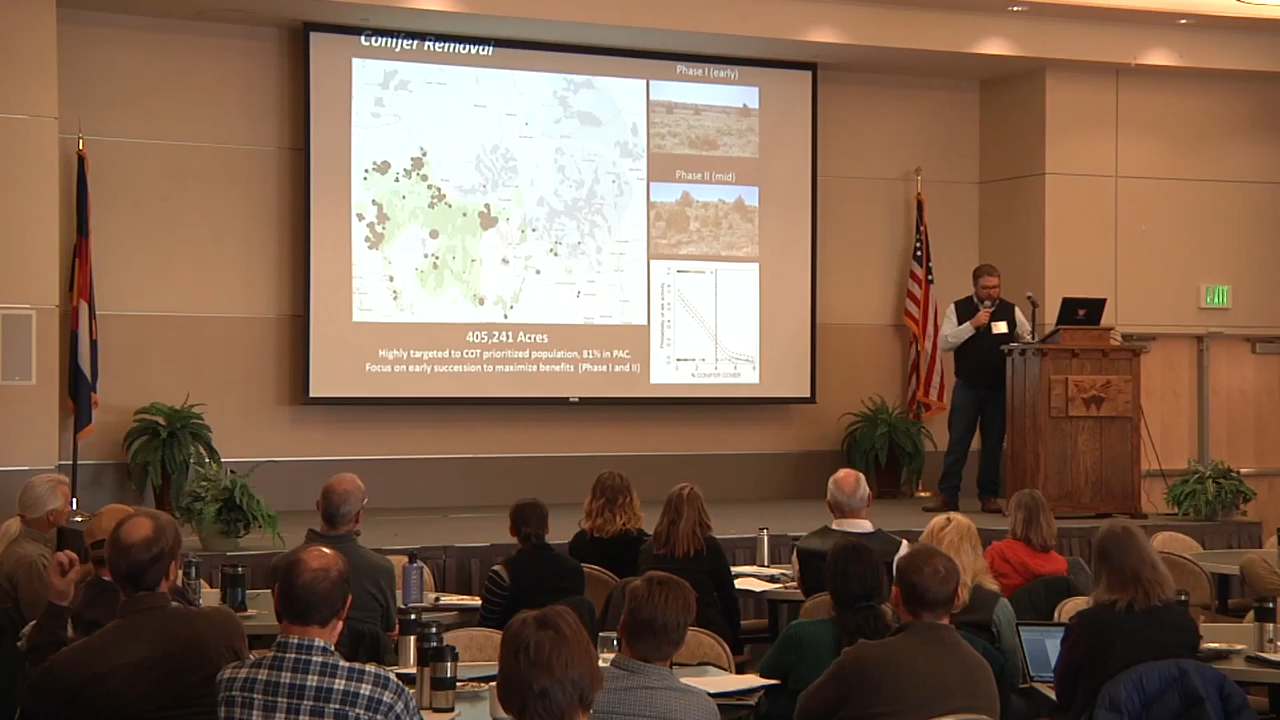 Conifer Removal
Phase I (early)
Phase II (mid)
405,241 Acres
Highly targeted to COT prioritized population, 81% in PAC.
Focus on early succession to maximize benefits (Phase I and II)
% CONIFER COVER
EXIT